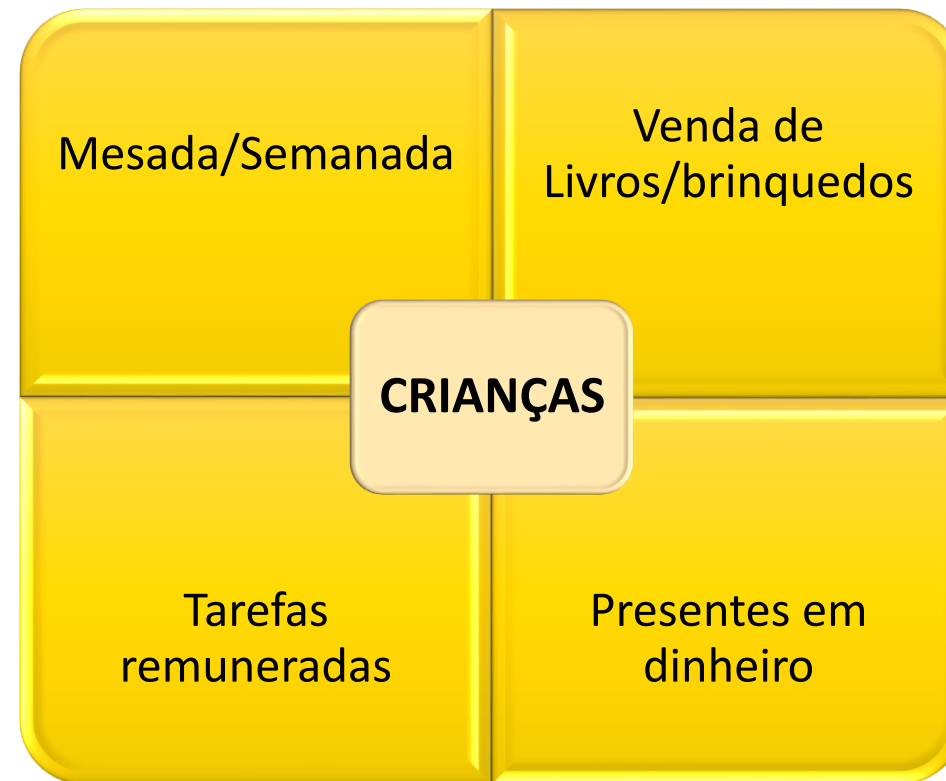 Mesada/Semanada
Venda de
Livros/brinquedos
CRIANÇAS
Tarefas
remuneradas
Presentes em
dinheiro